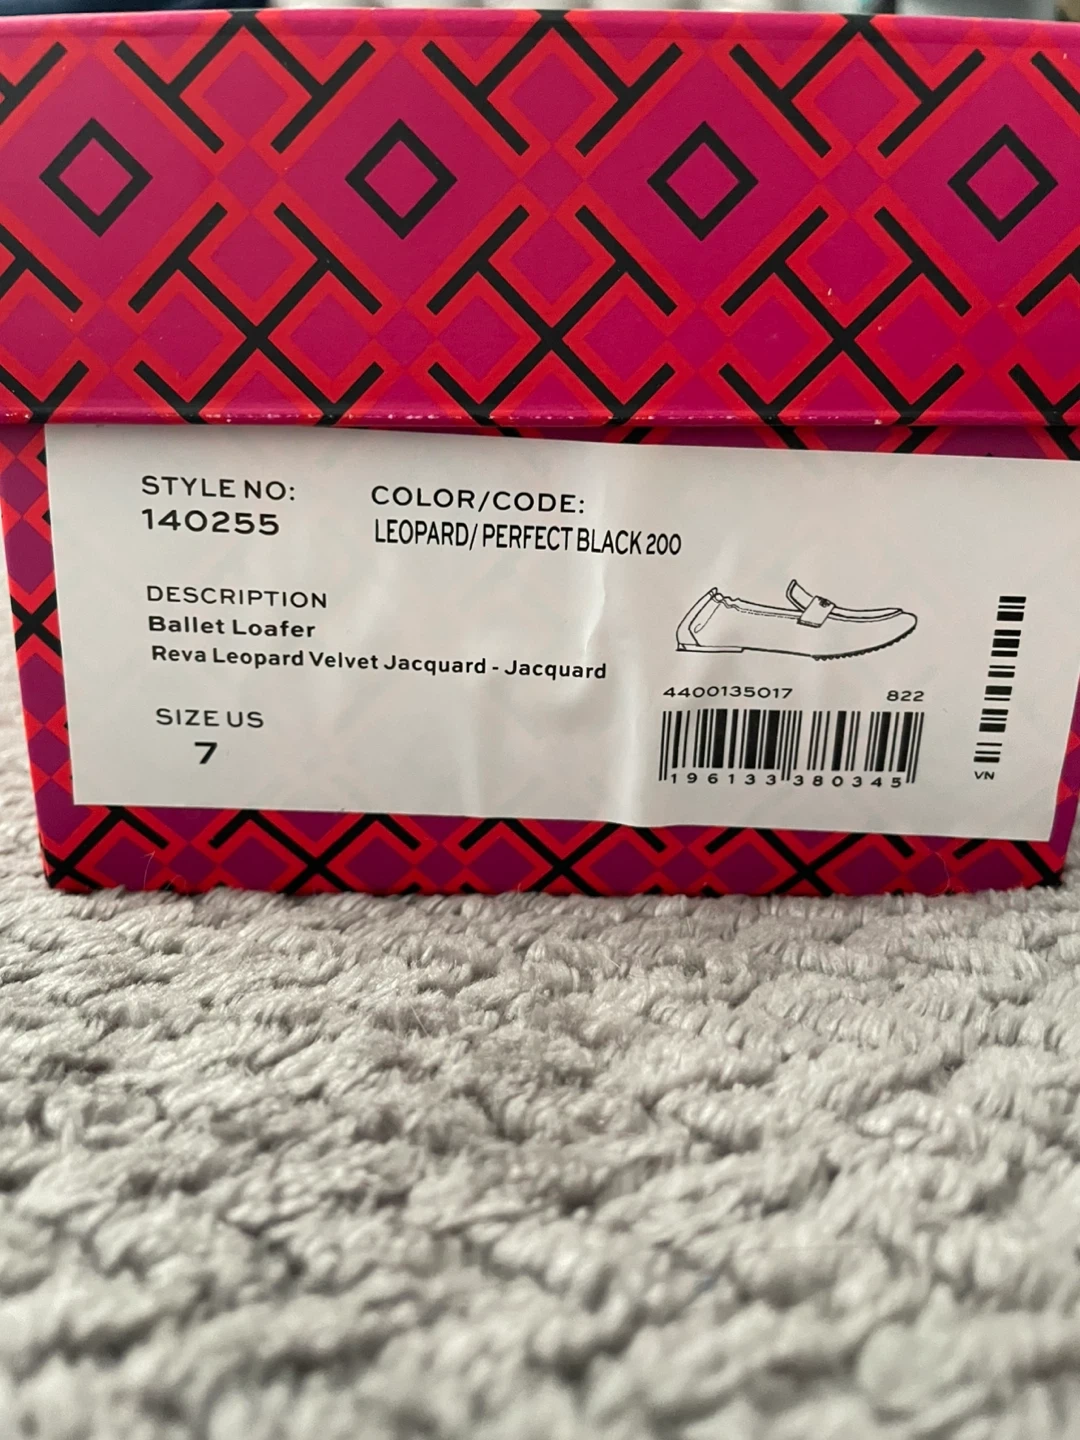 STYLE NO:
140255
COLOR/CODE:
LEOPARD/ PERFECT BLACK 200
DESCRIPTION
Ballet Loafer
Reva Leopard Velvet Jacquard - Jacquard
SIZE US
7
4400135017 822
196133380345
VN